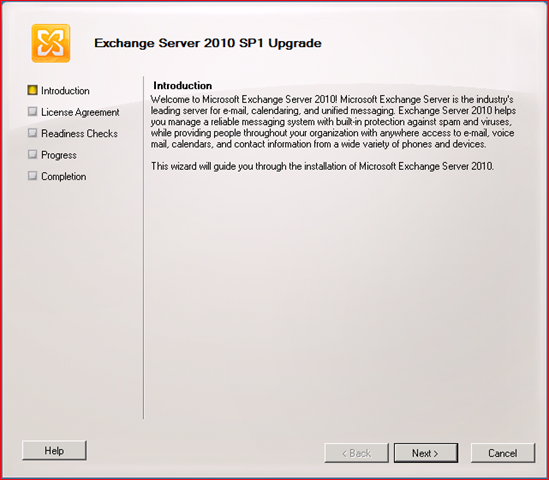 Exchange Server 2010 SP1 Upgrade
Introduction
License Agreement
Readiness Checks
Progress
Completion
Introduction
Welcome to Microsoft Exchange Server 2010! Microsoft Exchange Server is the industry's
leading server for e-mail, calendaring, and unified messaging. Exchange Server 2010 helps
you manage a reliable messaging system with built-in protection against spam and viruses,
while providing people throughout your organization with anywhere access to e-mail, voice
mail, calendars, and contact information from a wide variety of phones and devices.
This wizard will guide you through the installation of Microsoft Exchange Server 2010.
Help
< Back
Next >
Cancel